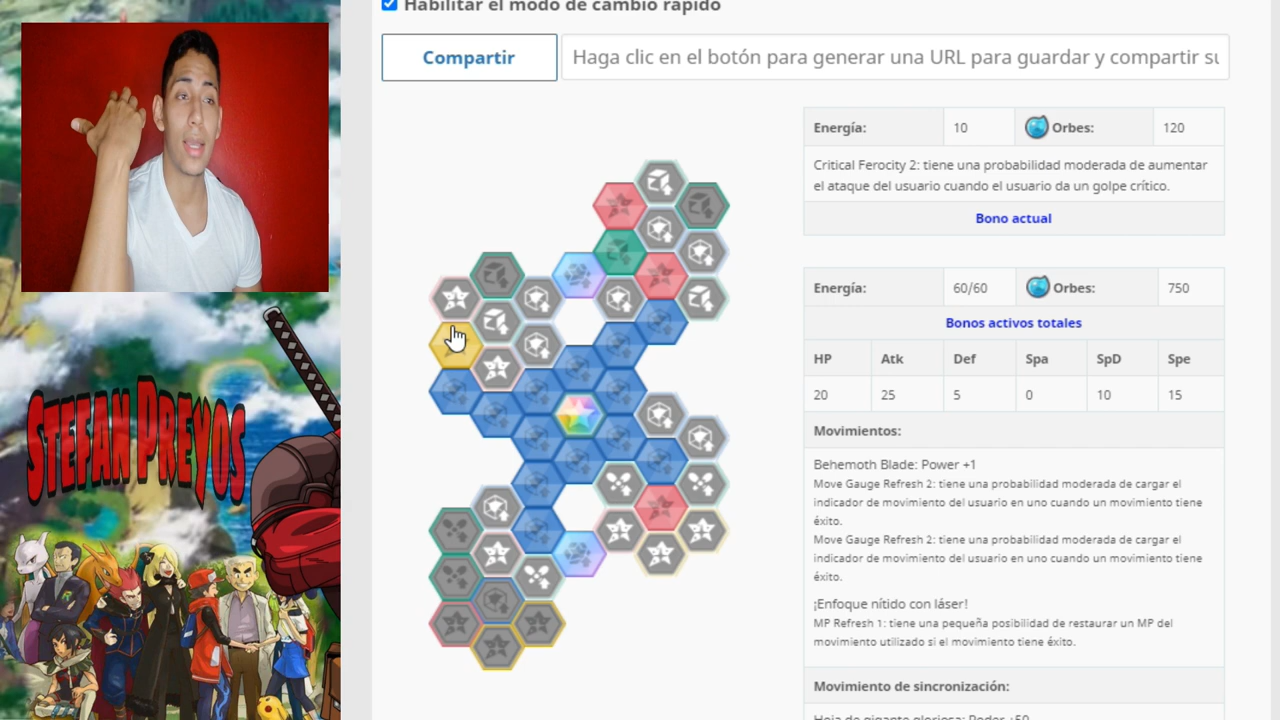 Habilitar el modo de cambio rápido
Compartir
Haga clic en el botón para generar una URL para guardar y compartir su
Energía: 10 Orbes: 120
Critical Ferocity 2: tiene una probabilidad moderada de aumentar
el ataque del usuario cuando el usuario da un golpe crítico.
Bono actual
Energía: 60/60 Orbes: 750
Bonos activos totales
HP Atk Def Spa SpD Spe
20 25 5 0 10 15
Movimientos:
Behemoth Blade: Power +1
Move Gauge Refresh 2: tiene una probabilidad moderada de cargar el
indicador de movimiento del usuario en uno cuando un movimiento tiene
éxito.
Move Gauge Refresh 2: tiene una probabilidad moderada de cargar el
indicador de movimiento del usuario en uno cuando un movimiento tiene
éxito.
¡Enfoque nítido con láser!
MP Refresh 1: tiene una pequeña posibilidad de restaurar un MP del
movimiento utilizado si el movimiento tiene éxito.
Movimiento de sincronización:
Hoja de gigante gloriosa: Poder +50
STEFAN PREYOS